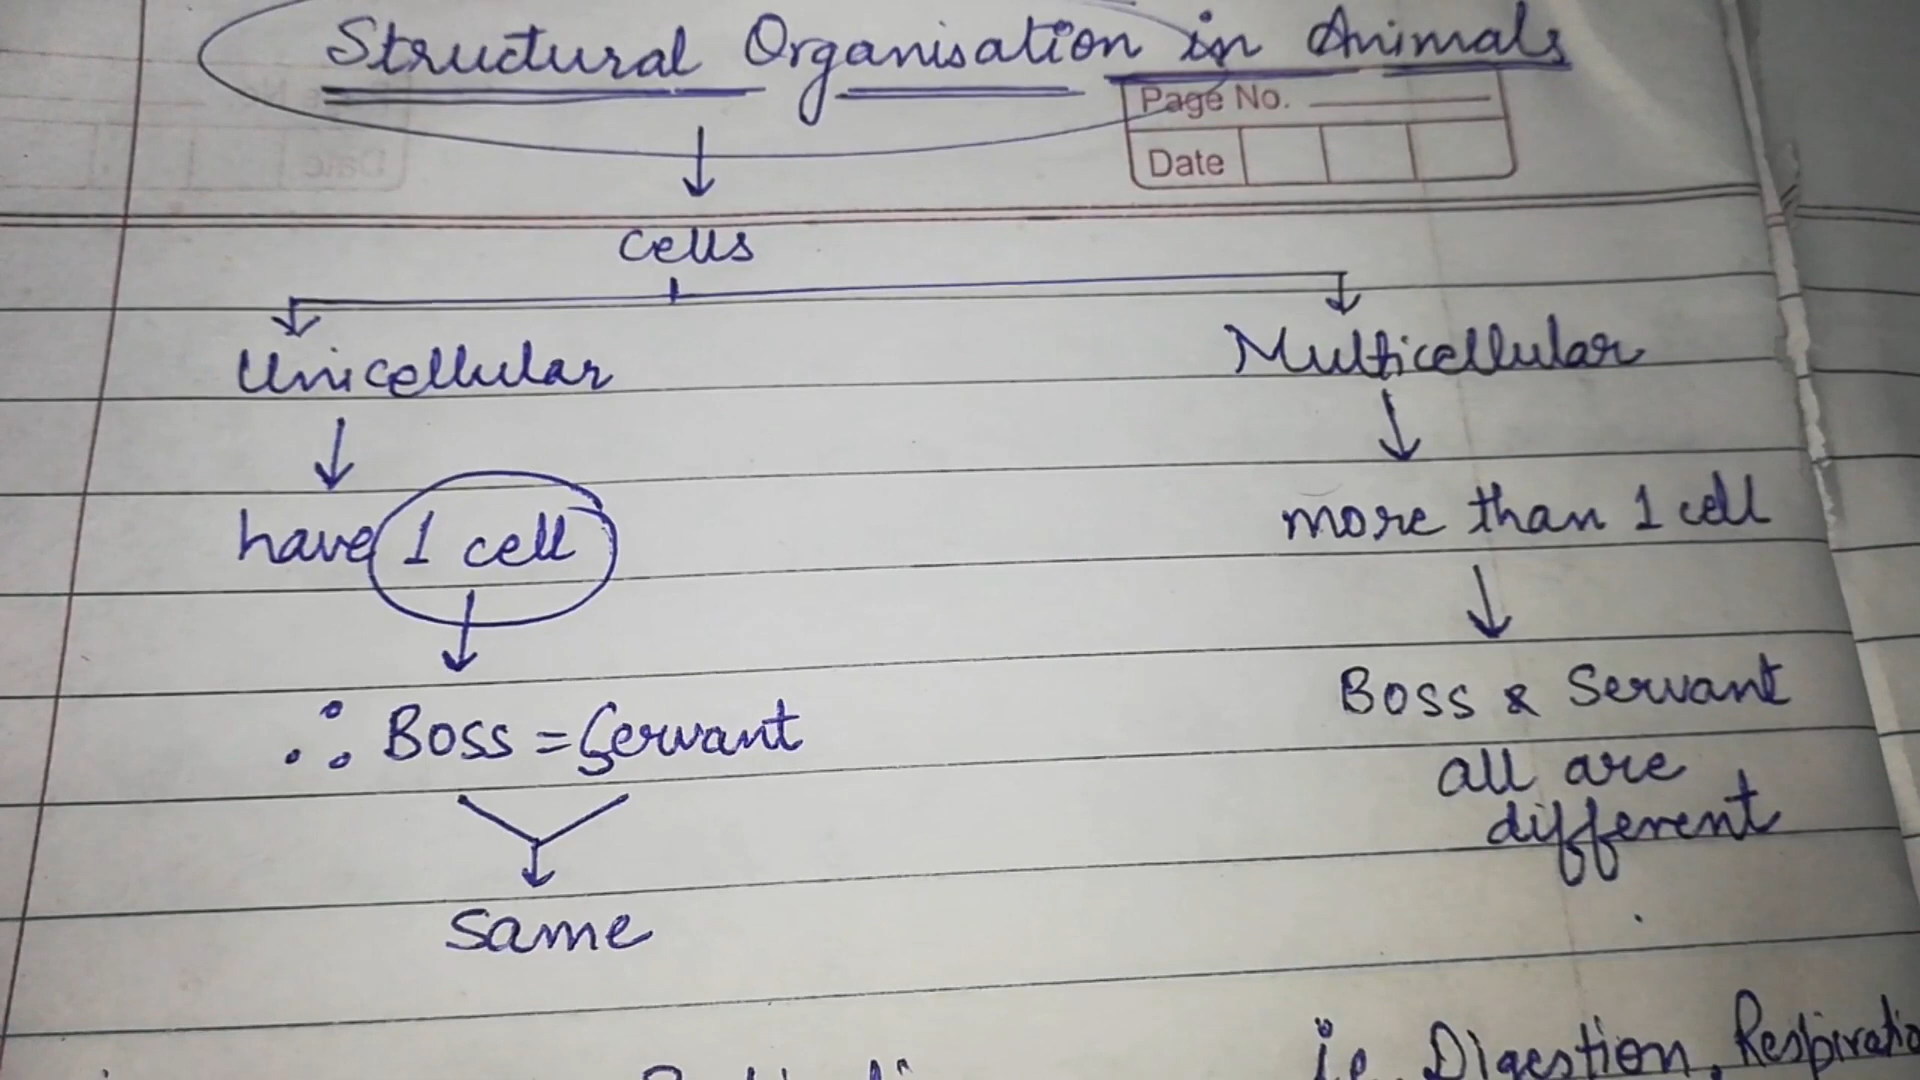 Structural Organisation in Animals
Page No.
Date
cells
Unicellular
Multicellular
have 1 cell
more than 1 cell
∴ Boss = Servant
Boss & Servant
all are
different
same
i.e. Digestion, Respiratio